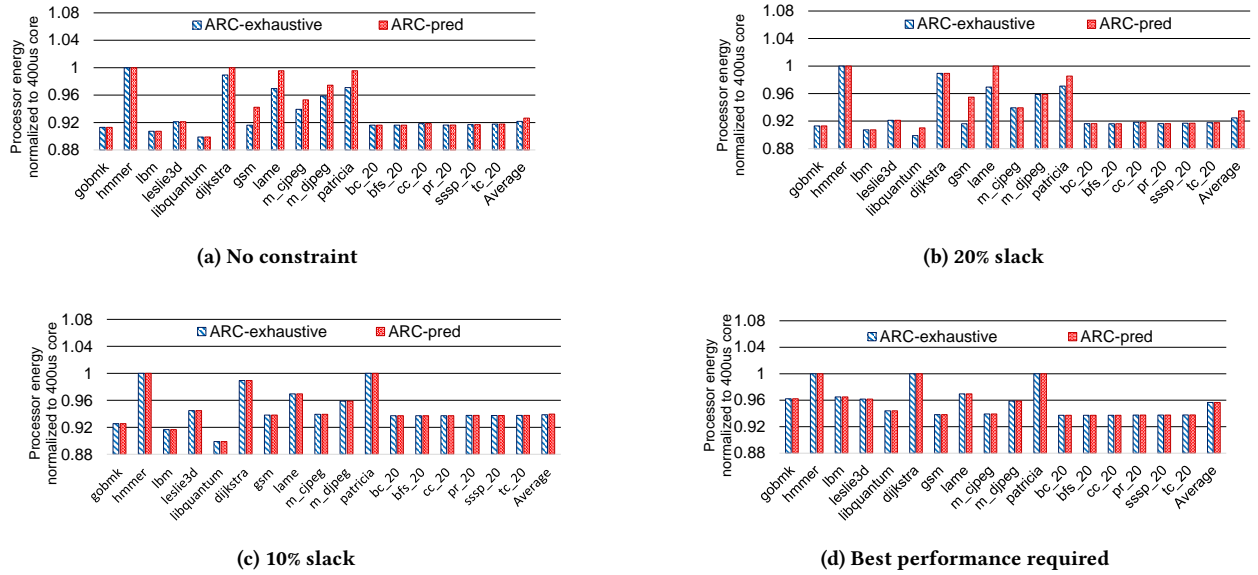 1.08
1.04
1
0.96
0.92
0.88
Processor energy
normalized to 400us core
ARC-exhaustive ARC-pred
gobmk hmmer lbm leslie3d libquantum dijkstra gsm lame m_cjpeg m_djpeg patricia bc_20 bfs_20 cc_20 pr_20 sssp_20 tc_20 Average
(a) No constraint
1.08
1.04
1
0.96
0.92
0.88
Processor energy
normalized to 400us core
ARC-exhaustive ARC-pred
gobmk hmmer lbm leslie3d libquantum dijkstra gsm lame m_cjpeg m_djpeg patricia bc_20 bfs_20 cc_20 pr_20 sssp_20 tc_20 Average
(b) 20% slack
1.08
1.04
1
0.96
0.92
0.88
Processor energy
normalized to 400us core
ARC-exhaustive ARC-pred
gobmk hmmer lbm leslie3d libquantum dijkstra gsm lame m_cjpeg m_djpeg patricia bc_20 bfs_20 cc_20 pr_20 sssp_20 tc_20 Average
(c) 10% slack
1.08
1.04
1
0.96
0.92
0.88
Processor energy
normalized to 400us core
ARC-exhaustive ARC-pred
gobmk hmmer lbm leslie3d libquantum dijkstra gsm lame m_cjpeg m_djpeg patricia bc_20 bfs_20 cc_20 pr_20 sssp_20 tc_20 Average
(d) Best performance required